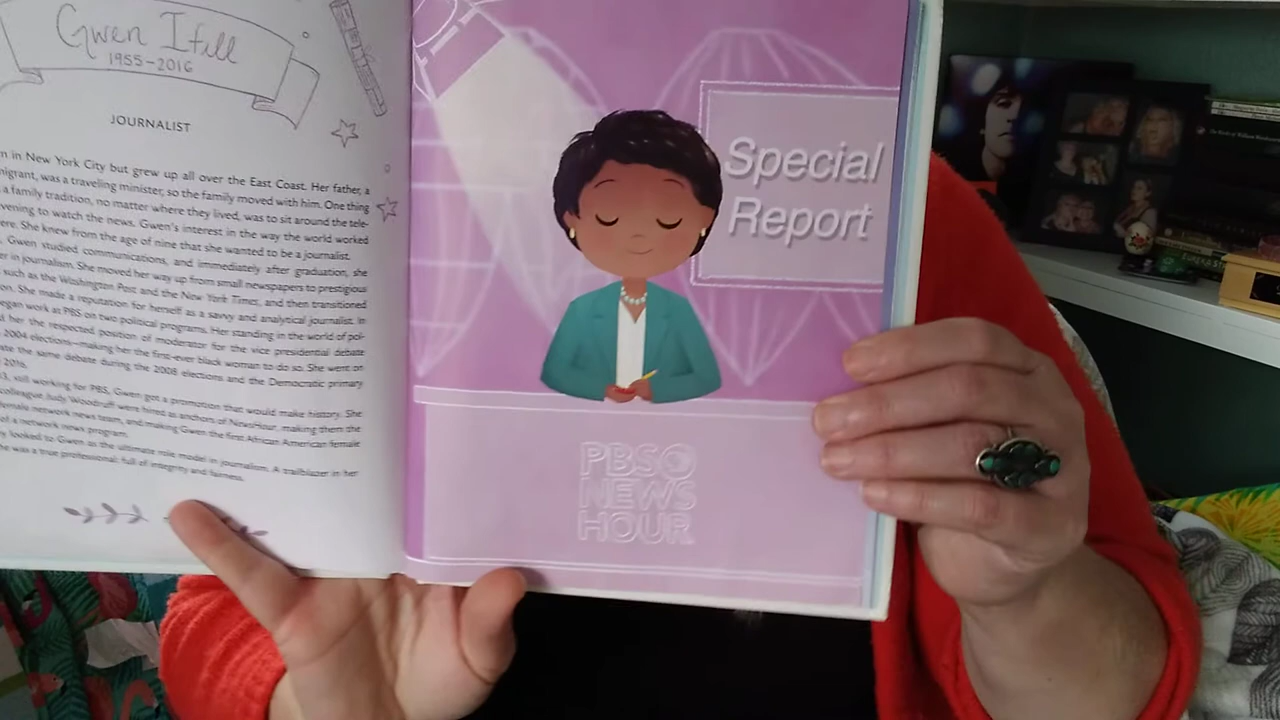 Gwen Ifill
1955-2016
JOURNALIST
n in New York City but grew up all over the East Coast. Her father, a
migrant, was a traveling minister, so the family moved with him. One thing
a family tradition, no matter where they lived, was to sit around the tele-
vening to watch the news. Gwen's interest in the way the world worked
ere. She knew from the age of nine that she wanted to be a journalist.
Gwen studied communications, and immediately after graduation, she
er in journalism. She moved her way up from small newspapers to prestigious
such as the Washington Post and the New York Times, and then transitioned
on. She made a reputation for herself as a savvy and analytical journalist. In
egan work at PBS on two political programs. Her standing in the world of pol-
d her the respected position of moderator for the vice presidential debate
2004 elections—making her the first-ever black woman to do so. She went on
ate the same debate during the 2008 elections and the Democratic primary
2016.
3, still working for PBS, Gwen got a promotion that would make history. She
colleague Judy Woodruff were hired as anchors of NewsHour, making them the
female network news team, and making Gwen the first African American female
of a network news program.
y looked to Gwen as the ultimate role model in journalism. A trailblazer in her
he was a true professional: full of integrity and fairness.
Special
Report
PBS
NEWS
HOUR